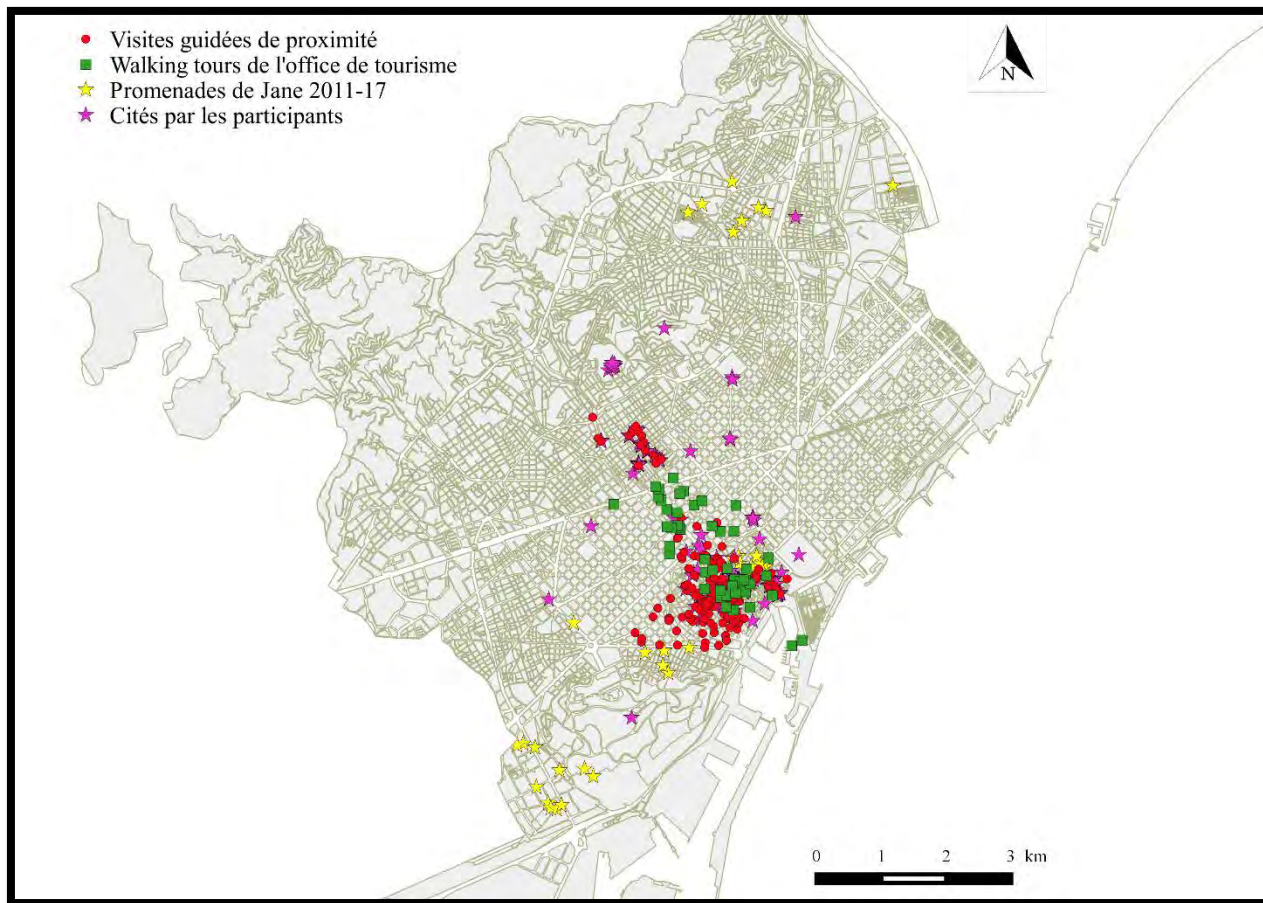 Visites guidées de proximité
Walking tours de l'office de tourisme
Promenades de Jane 2011-17
Cités par les participants
N
0 1 2 3 km